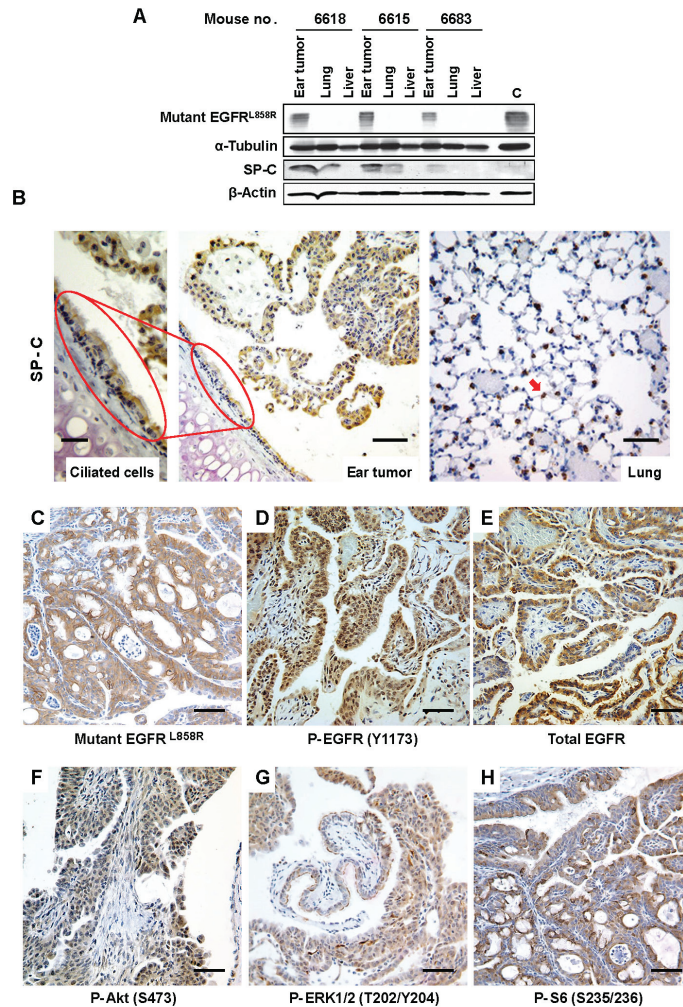 A
Mouse no. 6618 6615 6683
Ear tumor Lung Liver Ear tumor Lung Liver Ear tumor Lung Liver C
Mutant EGFR L858R
α-Tubulin
SP-C
β-Actin
B
SP-C
Ciliated cells Ear tumor Lung
C D E
Mutant EGFR L858R P-EGFR (Y1173) Total EGFR
F G H
P-Akt (S473) P-ERK1/2 (T202/Y204) P-S6 (S235/236)